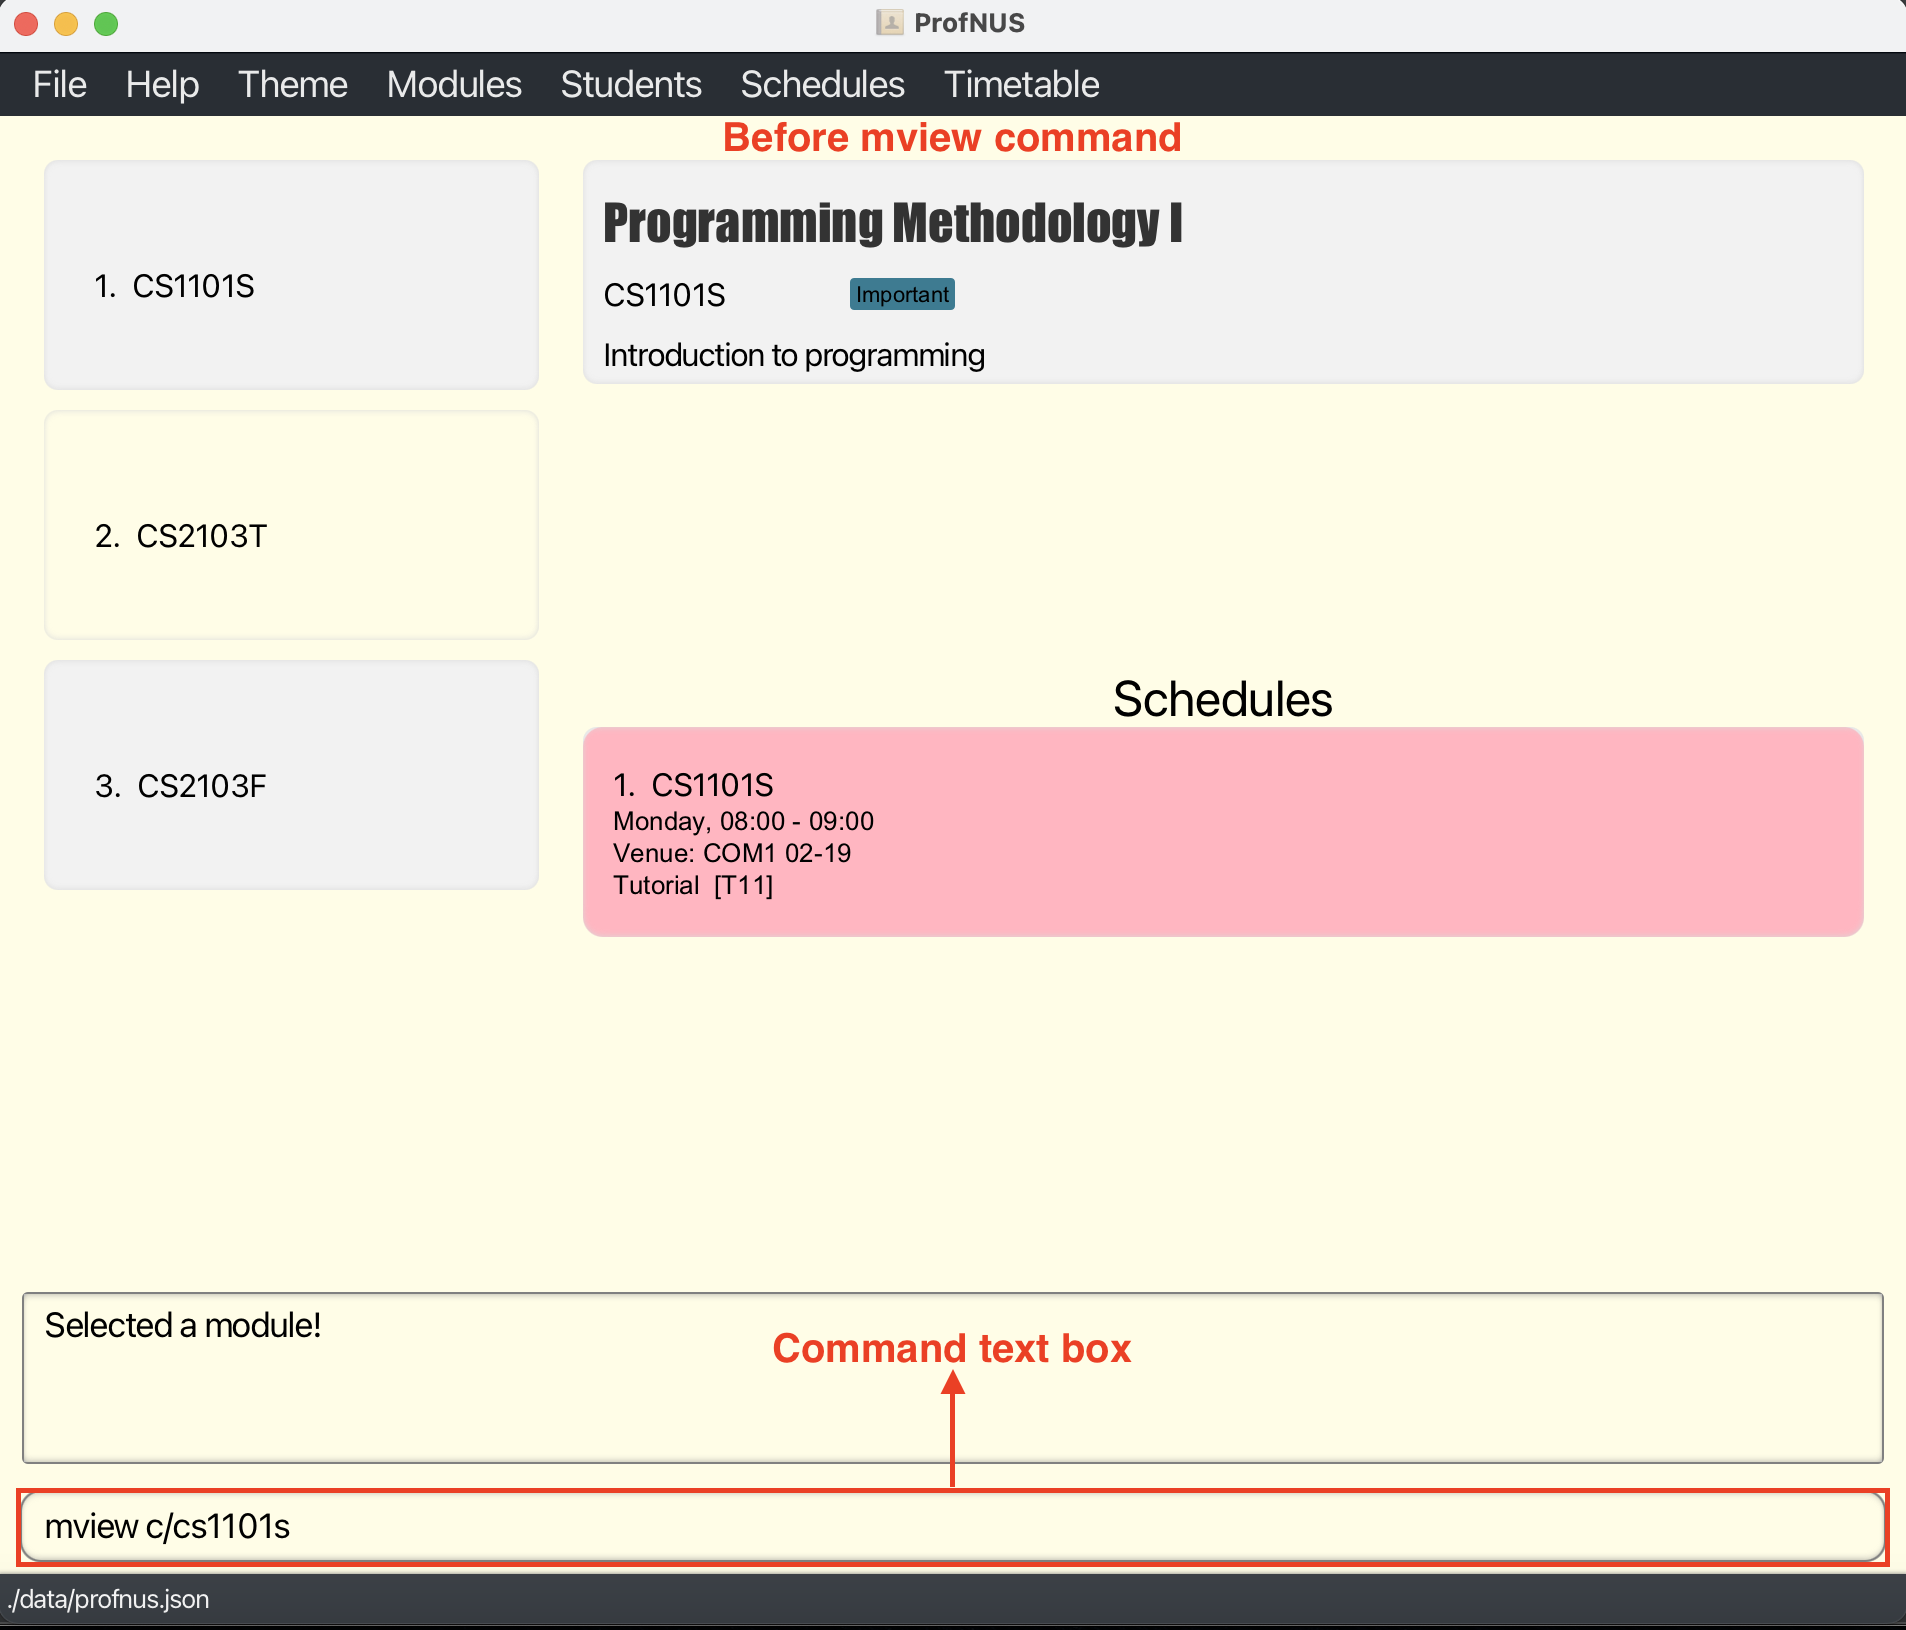 ProfNUS
File Help Theme Modules Students Schedules Timetable
Before mview command
1. CS1101S
2. CS2103T
3. CS2103F
Programming Methodology I
CS1101S Important
Introduction to programming
Schedules
1. CS1101S
Monday, 08:00 - 09:00
Venue: COM1 02-19
Tutorial [T11]
Selected a module!
Command text box
mview c/cs1101s
./data/profnus.json